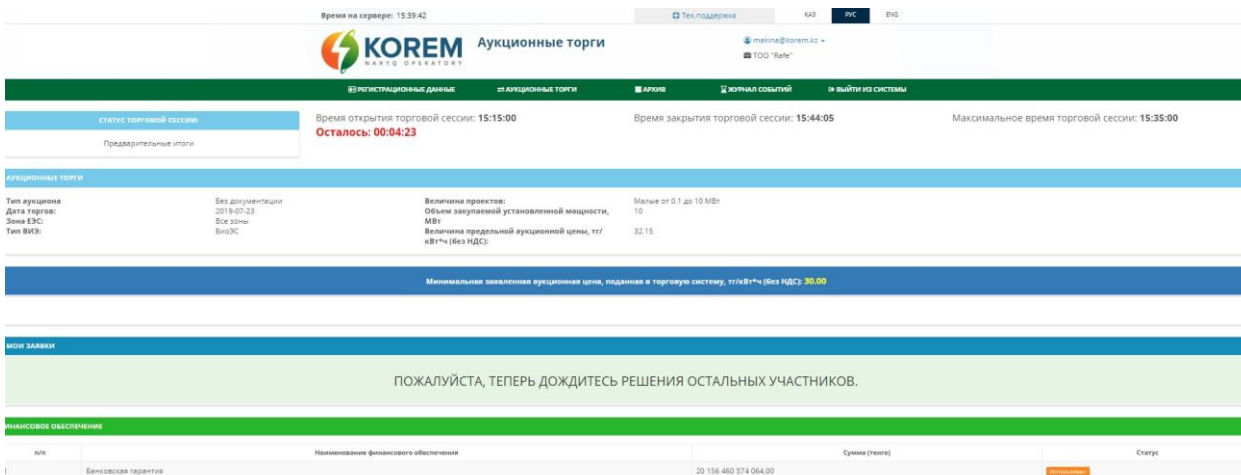 Время на сервере: 15:39:42
Тех.поддержка
ҚАЗ РУС ENG
KOREM
NARYQ OPERATORY
Аукционные торги
makina@korem.kz
ТОО "Rafe"
РЕГИСТРАЦИОННЫЕ ДАННЫЕ
АУКЦИОННЫЕ ТОРГИ
АРХИВ
ЖУРНАЛ СОБЫТИЙ
ВЫЙТИ ИЗ СИСТЕМЫ
СТАТУС ТОРГОВОЙ СЕССИИ:
Предварительные итоги
Время открытия торговой сессии: 15:15:00
Осталось: 00:04:23
Время закрытия торговой сессии: 15:44:05
Максимальное время торговой сессии: 15:35:00
АУКЦИОННЫЕ ТОРГИ
Тип аукциона Без документации
Дата торгов: 2019-07-23
Зона ЕЭС: Все зоны
Тип ВИЭ: БиоЭС
Величина проектов: Малые от 0.1 до 10 МВт
Объем закупаемой установленной мощности, 10
МВт
Величина предельной аукционной цены, тг/ 32.15
кВт*ч (без НДС):
Минимальная заявленная аукционная цена, поданная в торговую систему, тг/кВт*ч (без НДС): 30.00
МОИ ЗАЯВКИ
ПОЖАЛУЙСТА, ТЕПЕРЬ ДОЖДИТЕСЬ РЕШЕНИЯ ОСТАЛЬНЫХ УЧАСТНИКОВ.
ИНАНСОВОЕ ОБЕСПЕЧЕНИЕ
п/п Наименование финансового обеспечения Сумма (тенге) Статус
Банковская гарантия 20 156 460 574 064,00